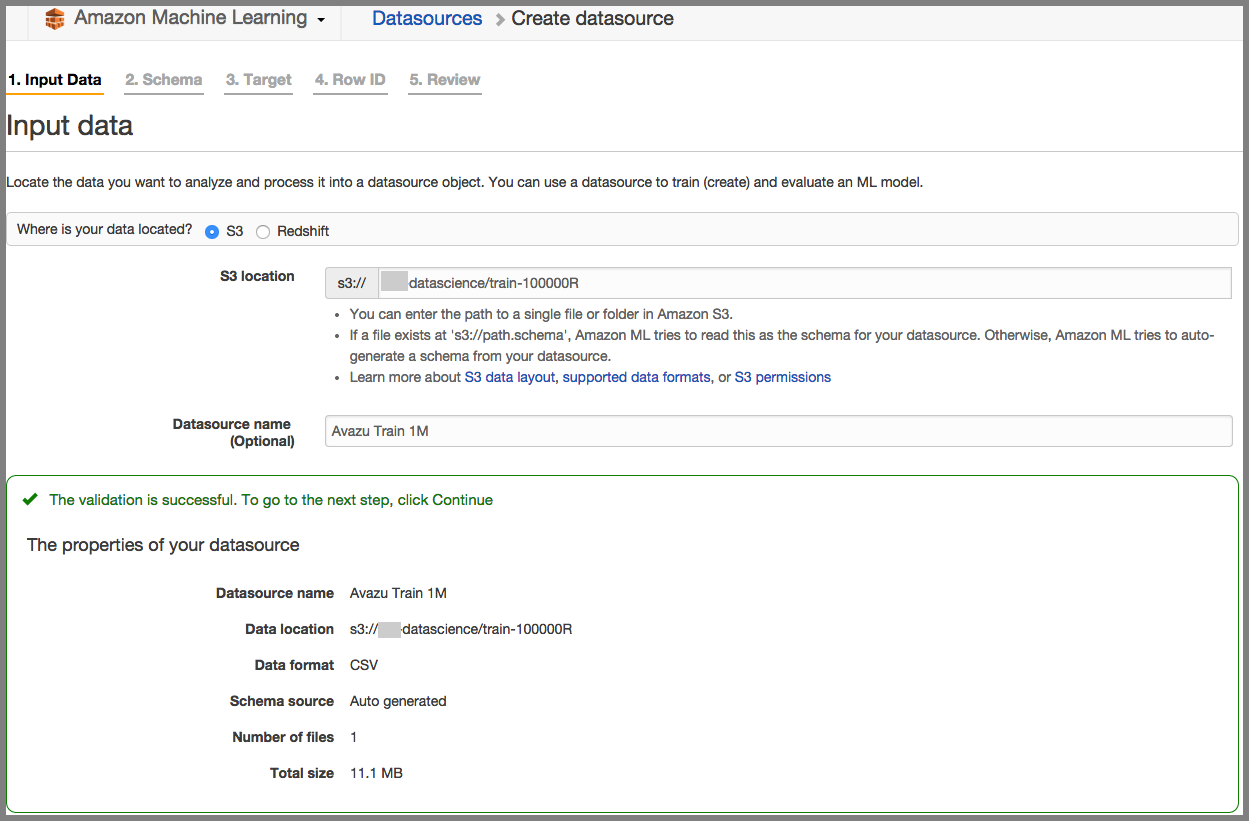 Amazon Machine Learning
Datasources > Create datasource
1. Input Data 2. Schema 3. Target 4. Row ID 5. Review
Input data
Locate the data you want to analyze and process it into a datasource object. You can use a datasource to train (create) and evaluate an ML model.
Where is your data located? S3 Redshift
S3 location s3:// -datascience/train-100000R
• You can enter the path to a single file or folder in Amazon S3.
• If a file exists at 's3://path.schema', Amazon ML tries to read this as the schema for your datasource. Otherwise, Amazon ML tries to auto-
generate a schema from your datasource.
• Learn more about S3 data layout, supported data formats, or S3 permissions
Datasource name
(Optional)
Avazu Train 1M
The validation is successful. To go to the next step, click Continue
The properties of your datasource
Datasource name Avazu Train 1M
Data location s3:// -datascience/train-100000R
Data format CSV
Schema source Auto generated
Number of files 1
Total size 11.1 MB